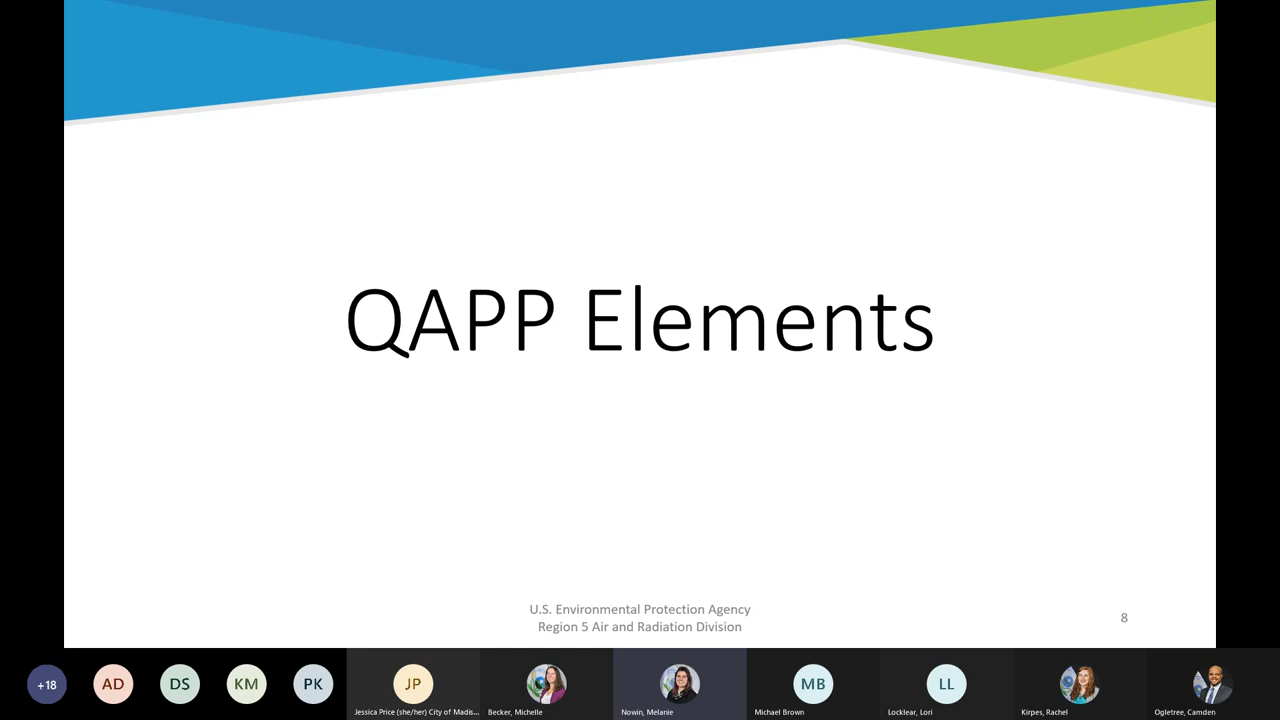 QAPP Elements
U.S. Environmental Protection Agency
Region 5 Air and Radiation Division
8
+18
AD
DS
KM
PK
JP
MB
LL
Jessica Price (she/her) City of Madis...
Becker, Michelle
Nowin, Melanie
Michael Brown
Locklear, Lori
Kirpes, Rachel
Ogletree, Camden